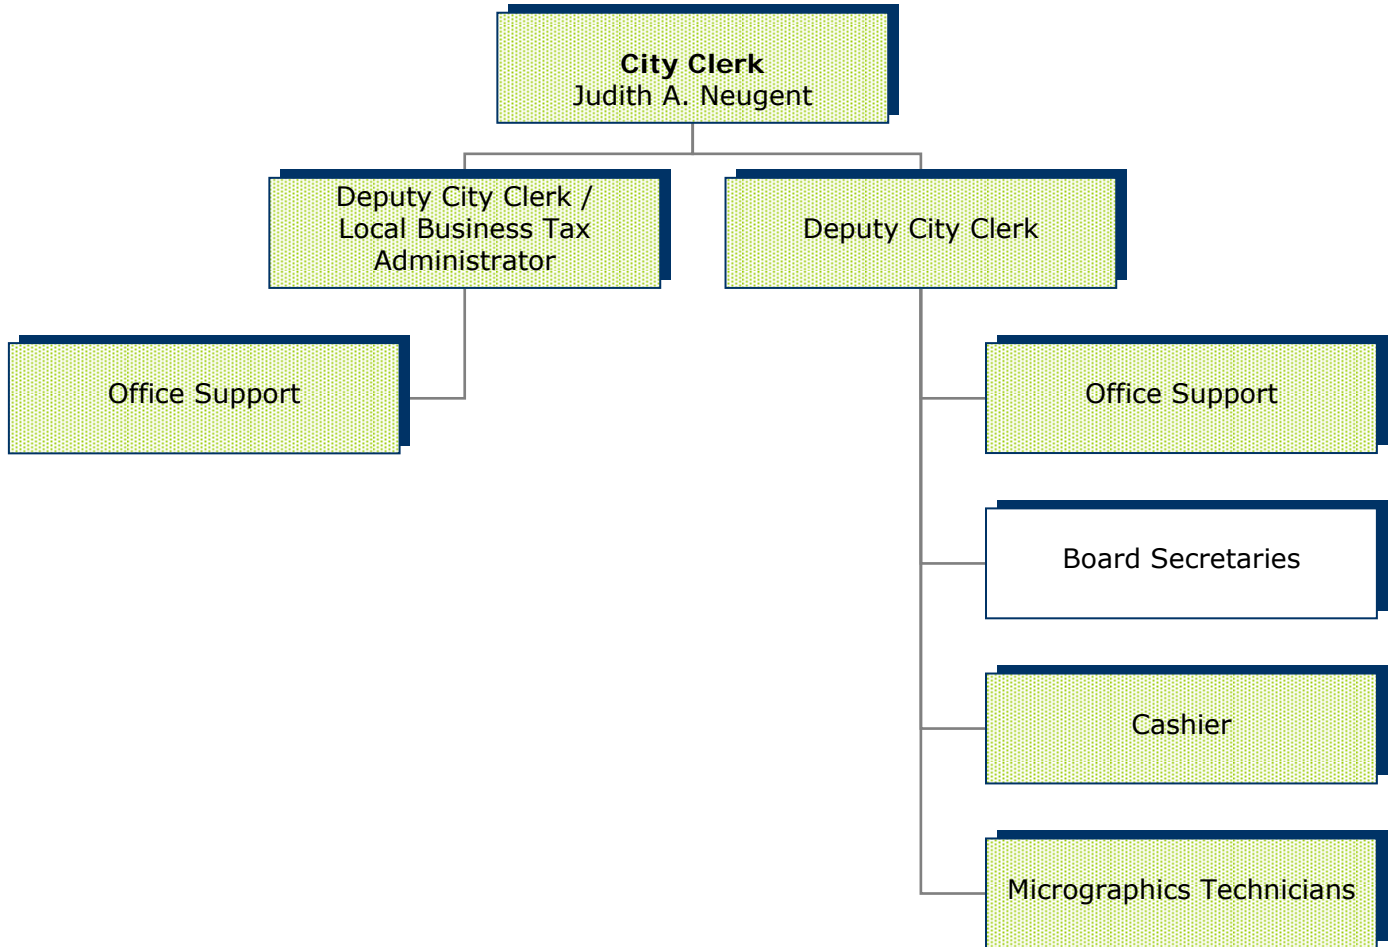 City Clerk
Judith A. Neugent
Deputy City Clerk /
Local Business Tax
Administrator
Deputy City Clerk
Office Support
Office Support
Board Secretaries
Cashier
Micrographics Technicians